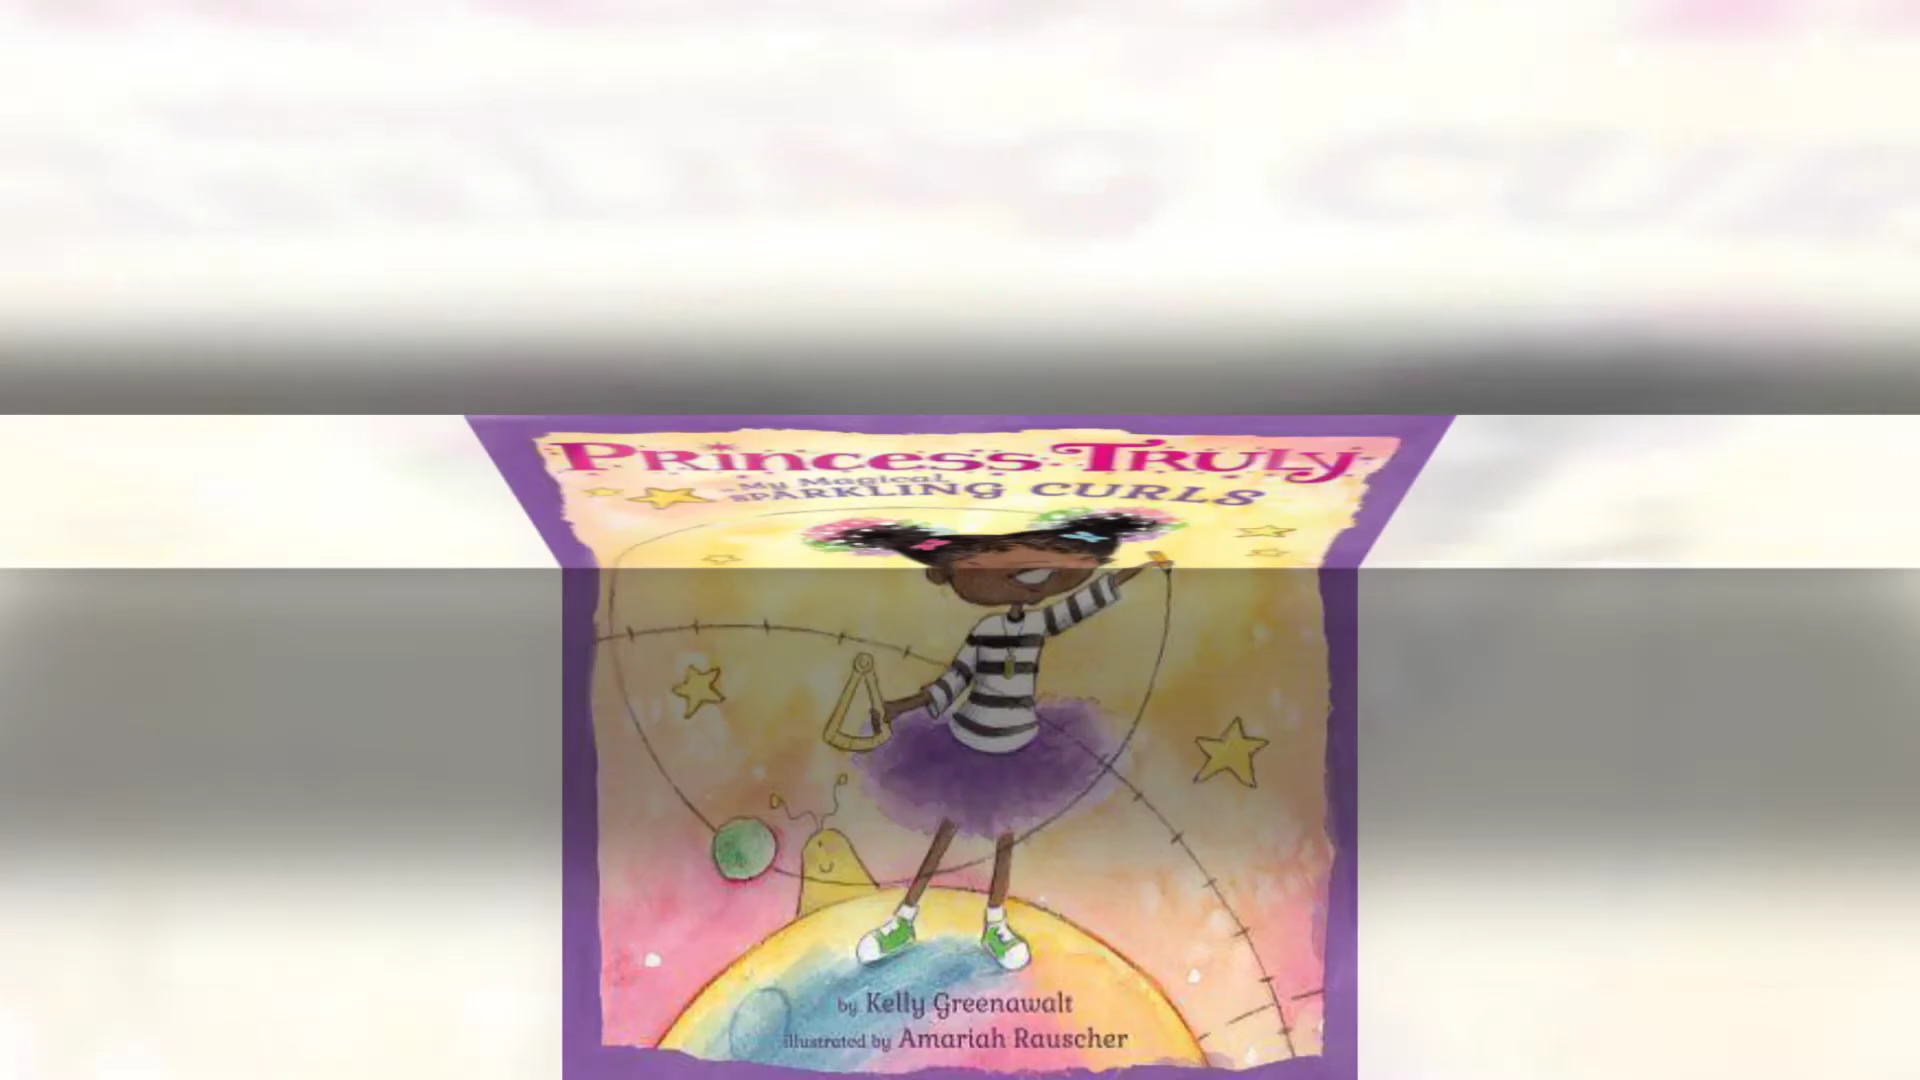 Princess Truly
My Magical
SPARKLING CURLS
by Kelly Greenawalt
illustrated by Amariah Rauscher